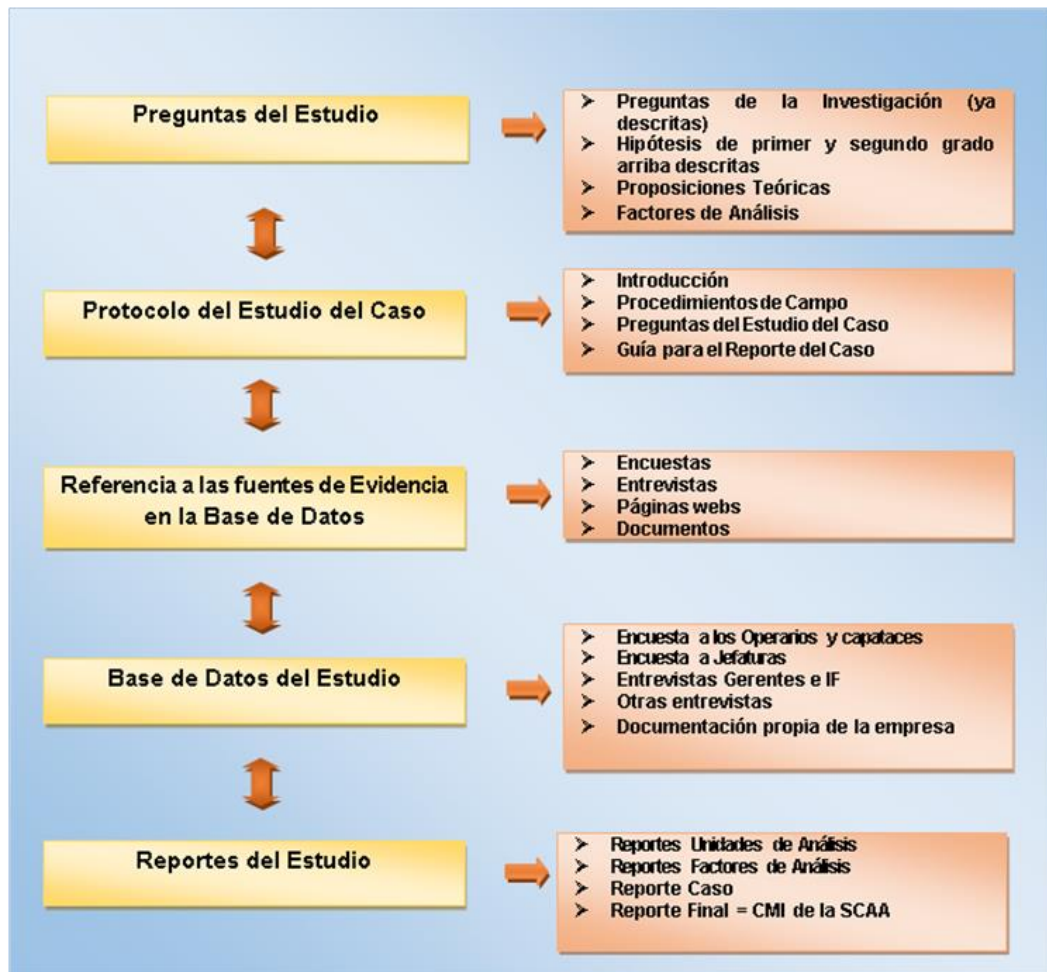 Preguntas del Estudio
➢ Preguntas de la Investigación (ya
descritas)
➢ Hipótesis de primer y segundo grado
arriba descritas
➢ Proposiciones Teóricas
➢ Factores de Análisis
Protocolo del Estudio del Caso
➢ Introducción
➢ Procedimientos de Campo
➢ Preguntas del Estudio del Caso
➢ Guía para el Reporte del Caso
Referencia a las fuentes de Evidencia
en la Base de Datos
➢ Encuestas
➢ Entrevistas
➢ Páginas webs
➢ Documentos
Base de Datos del Estudio
➢ Encuesta a los Operarios y capataces
➢ Encuesta a Jefaturas
➢ Entrevistas Gerentes e IF
➢ Otras entrevistas
➢ Documentación propia de la empresa
Reportes del Estudio
➢ Reportes Unidades de Análisis
➢ Reportes Factores de Análisis
➢ Reporte Caso
➢ Reporte Final = CMI de la SCAA